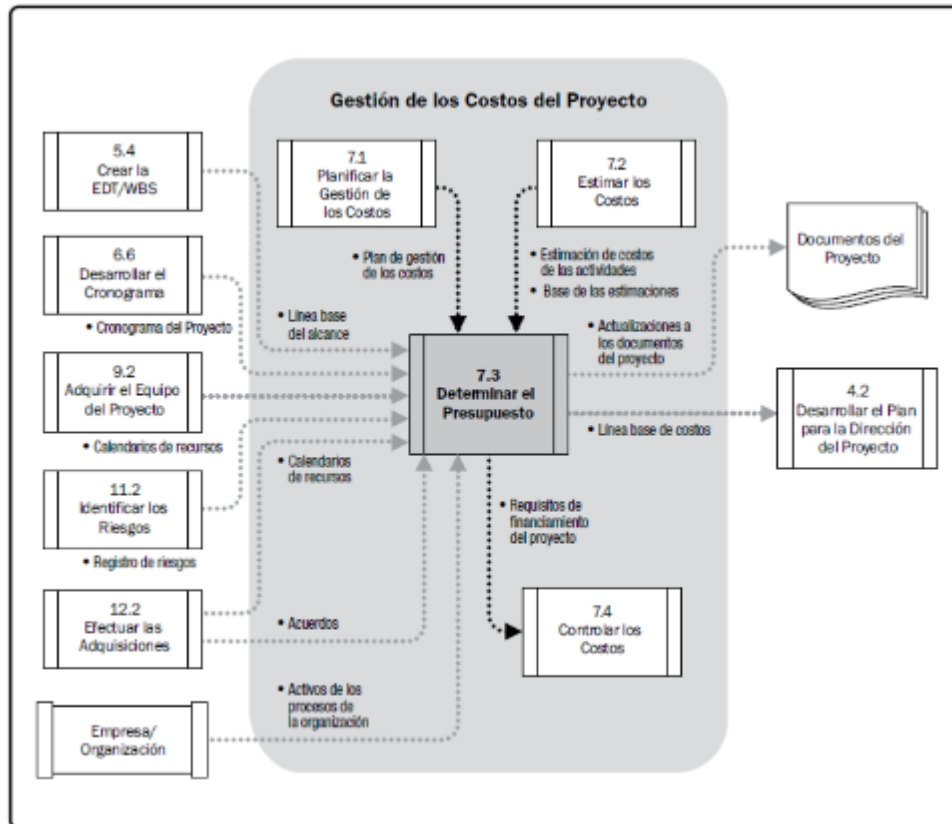 Gestión de los Costos del Proyecto
5.4
Crear la
EDT/WBS
7.1
Planificar la
Gestión de
los Costos
7.2
Estimar los
Costos
Documentos del
Proyecto
6.6
Desarrollar el
Cronograma
• Plan de gestión
de los costos
• Estimación de costos
de las actividades
• Base de las estimaciones
• Cronograma del Proyecto
• Línea base
del alcance
• Actualizaciones a
los documentos
del proyecto
9.2
Adquirir el Equipo
del Proyecto
7.3
Determinar el
Presupuesto
4.2
Desarrollar el Plan
para la Dirección
del Proyecto
• Línea base de costos
• Calendarios de recursos
• Calendarios
de recursos
11.2
Identificar los
Riesgos
• Requisitos de
financiamiento
del proyecto
• Registro de riesgos
12.2
Efectuar las
Adquisiciones
• Acuerdos
7.4
Controlar los
Costos
• Activos de los
procesos de
la organización
Empresa/
Organización